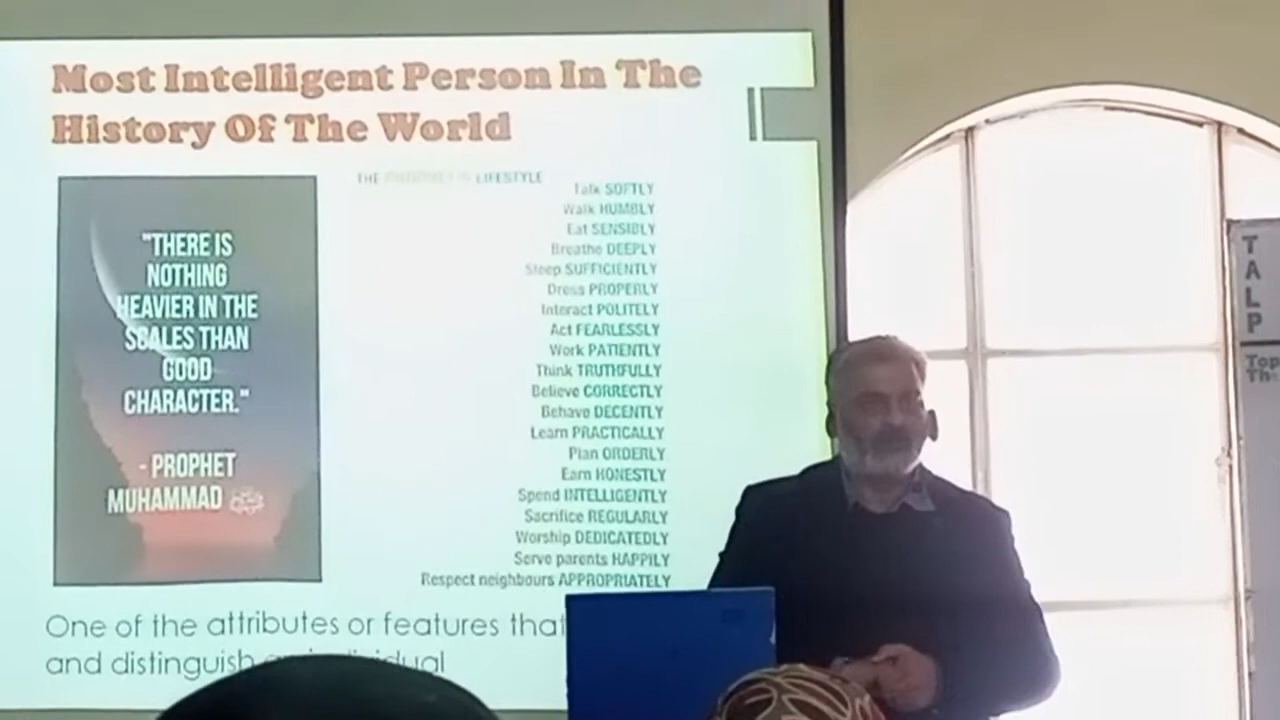 Most Intelligent Person In The
History Of The World
"THERE IS
NOTHING
HEAVIER IN THE
SCALES THAN
GOOD
CHARACTER."
- PROPHET
MUHAMMAD
THE LIFESTYLE
Talk SOFTLY
Walk HUMBLY
Eat SENSIBLY
Breathe DEEPLY
Sleep SUFFICIENTLY
Dress PROPERLY
Interact POLITELY
Act FEARLESSLY
Work PATIENTLY
Think TRUTHFULLY
Believe CORRECTLY
Behave DECENTLY
Learn PRACTICALLY
Plan ORDERLY
Earn HONESTLY
Spend INTELLIGENTLY
Sacrifice REGULARLY
Worship DEDICATEDLY
Serve parents HAPPILY
Respect neighbours APPROPRIATELY
One of the attributes or features that
and distinguish
T
A
L
P